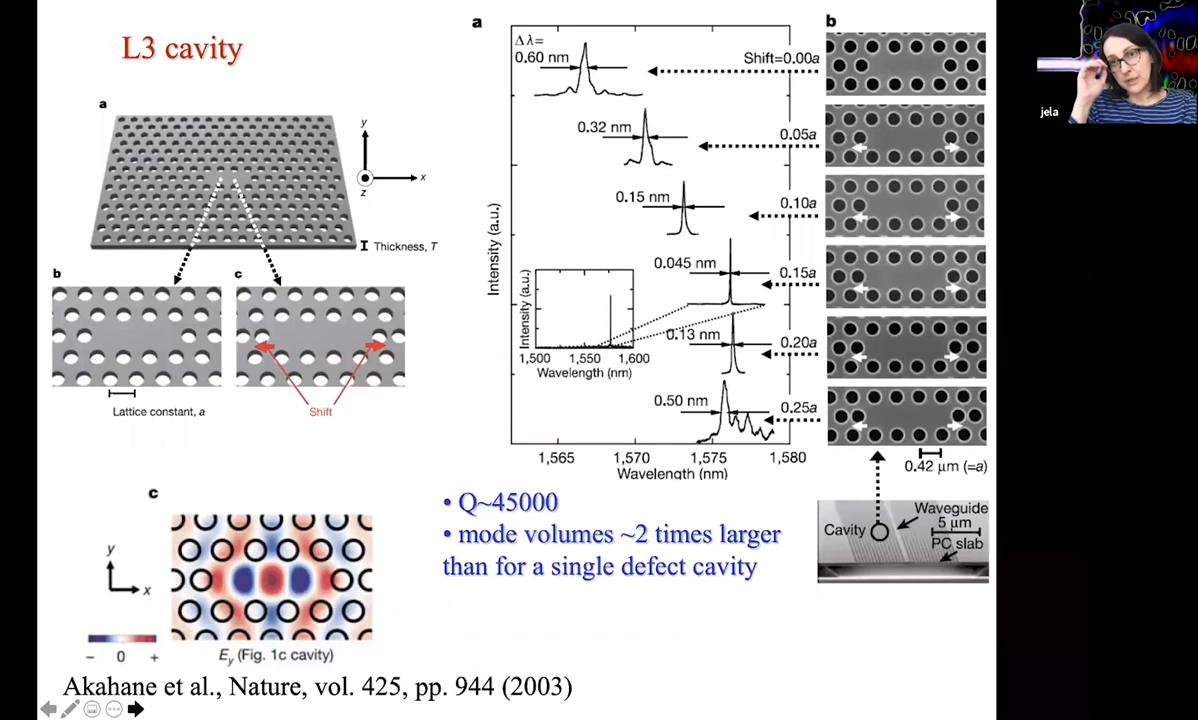 L3 cavity
a
y
x
z
Thickness, T
b
c
Lattice constant, a
Shift
c
y
x
− 0 +
Ey (Fig. 1c cavity)
a
Δλ=
0.60 nm
Shift=0.00a
0.32 nm
0.05a
0.15 nm
0.10a
0.045 nm
0.15a
0.13 nm
0.20a
0.50 nm
0.25a
Intensity (a.u.)
Intensity (a.u.)
1,500 1,550 1,600
Wavelength (nm)
1,565 1,570 1,575 1,580
Wavelength (nm)
b
0.42 μm (=a)
Waveguide
5 μm
Cavity
PC slab
• Q~45000
• mode volumes ~2 times larger
than for a single defect cavity
Akahane et al., Nature, vol. 425, pp. 944 (2003)
jela